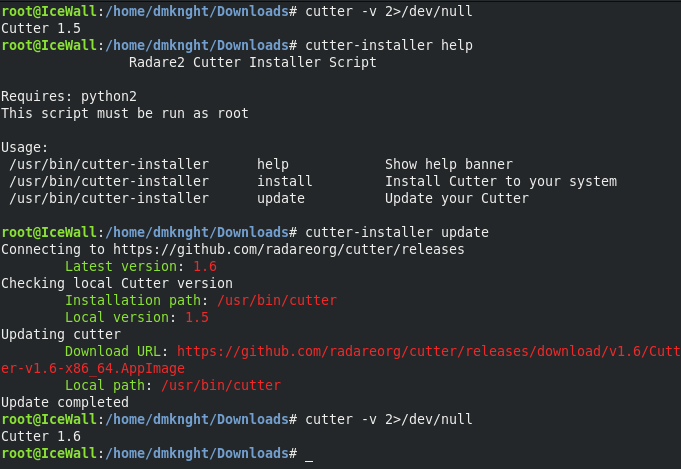 root@IceWall:/home/dmknght/Downloads# cutter -v 2>/dev/null
Cutter 1.5
root@IceWall:/home/dmknght/Downloads# cutter-installer help
                Radare2 Cutter Installer Script

Requires: python2
This script must be run as root

Usage:
 /usr/bin/cutter-installer      help            Show help banner
 /usr/bin/cutter-installer      install         Install Cutter to your system
 /usr/bin/cutter-installer      update          Update your Cutter

root@IceWall:/home/dmknght/Downloads# cutter-installer update
Connecting to https://github.com/radareorg/cutter/releases
        Latest version: 1.6
Checking local Cutter version
        Installation path: /usr/bin/cutter
        Local version: 1.5
Updating cutter
        Download URL: https://github.com/radareorg/cutter/releases/download/v1.6/Cutt
er-v1.6-x86_64.AppImage
        Local path: /usr/bin/cutter
Update completed
root@IceWall:/home/dmknght/Downloads# cutter -v 2>/dev/null
Cutter 1.6
root@IceWall:/home/dmknght/Downloads# _